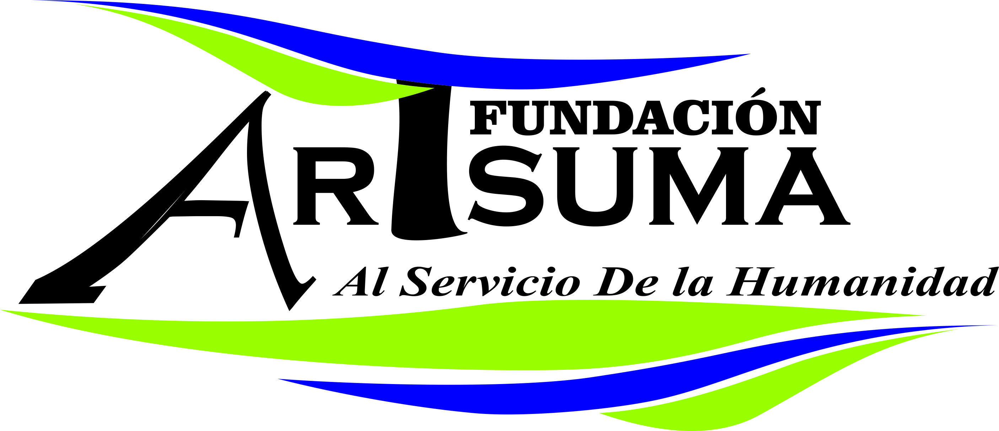 FUNDACIÓN
ARTSUMA
Al Servicio De la Humanidad